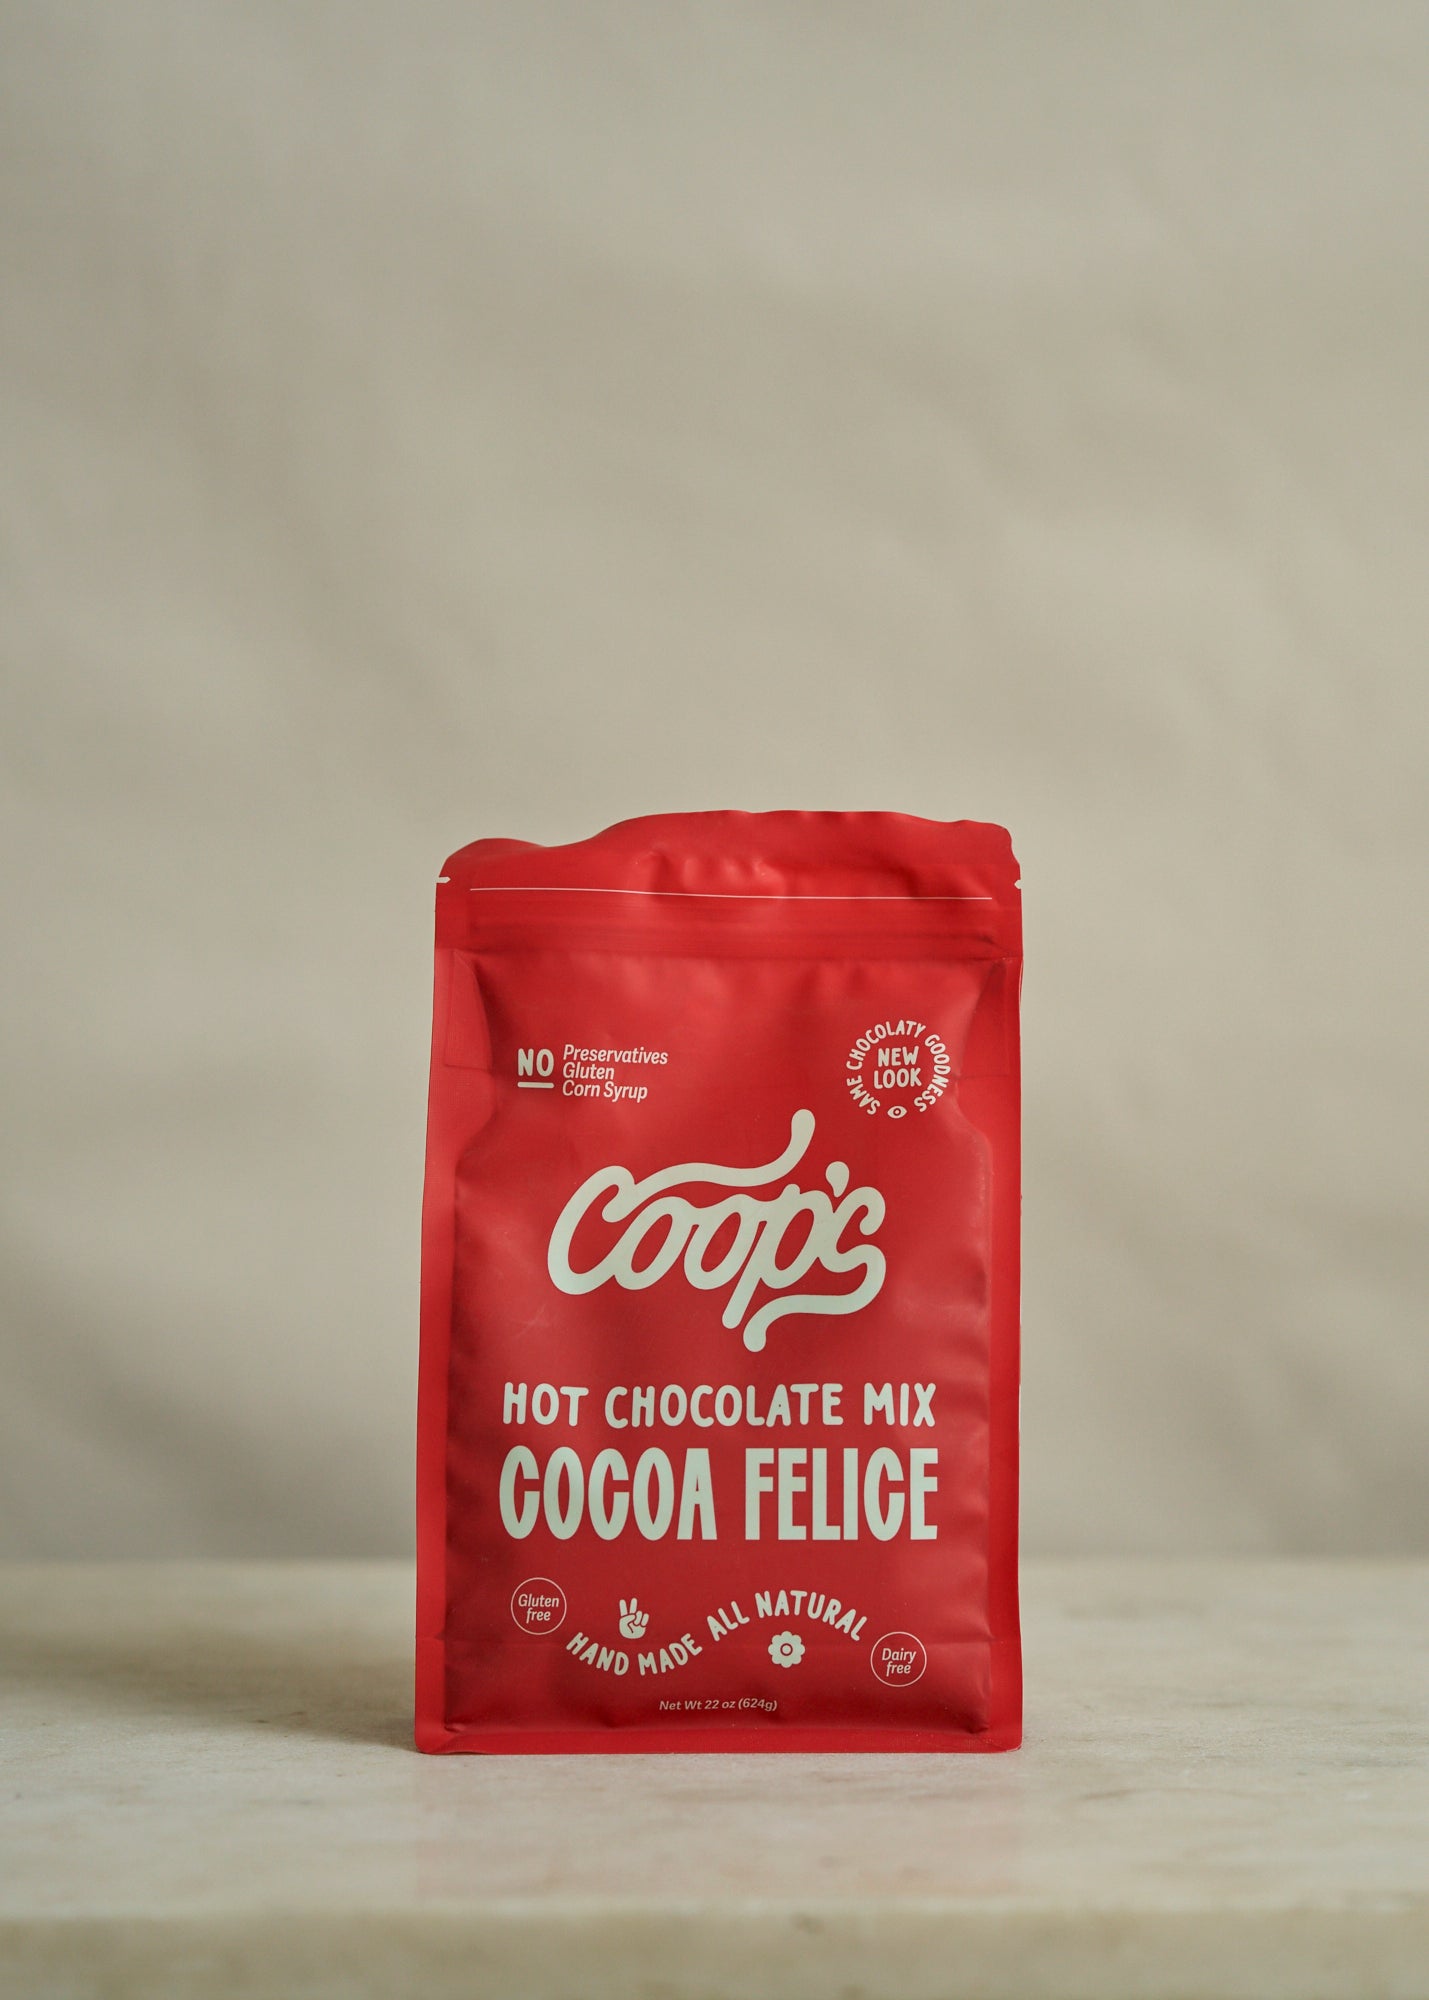 NO Preservatives
Gluten
Corn Syrup
SAME CHOCOLATY GOODNESS
NEW
LOOK
Coop's
HOT CHOCOLATE MIX
COCOA FELICE
Gluten
free
HAND MADE ALL NATURAL
Dairy
free
Net Wt 22 oz (624g)